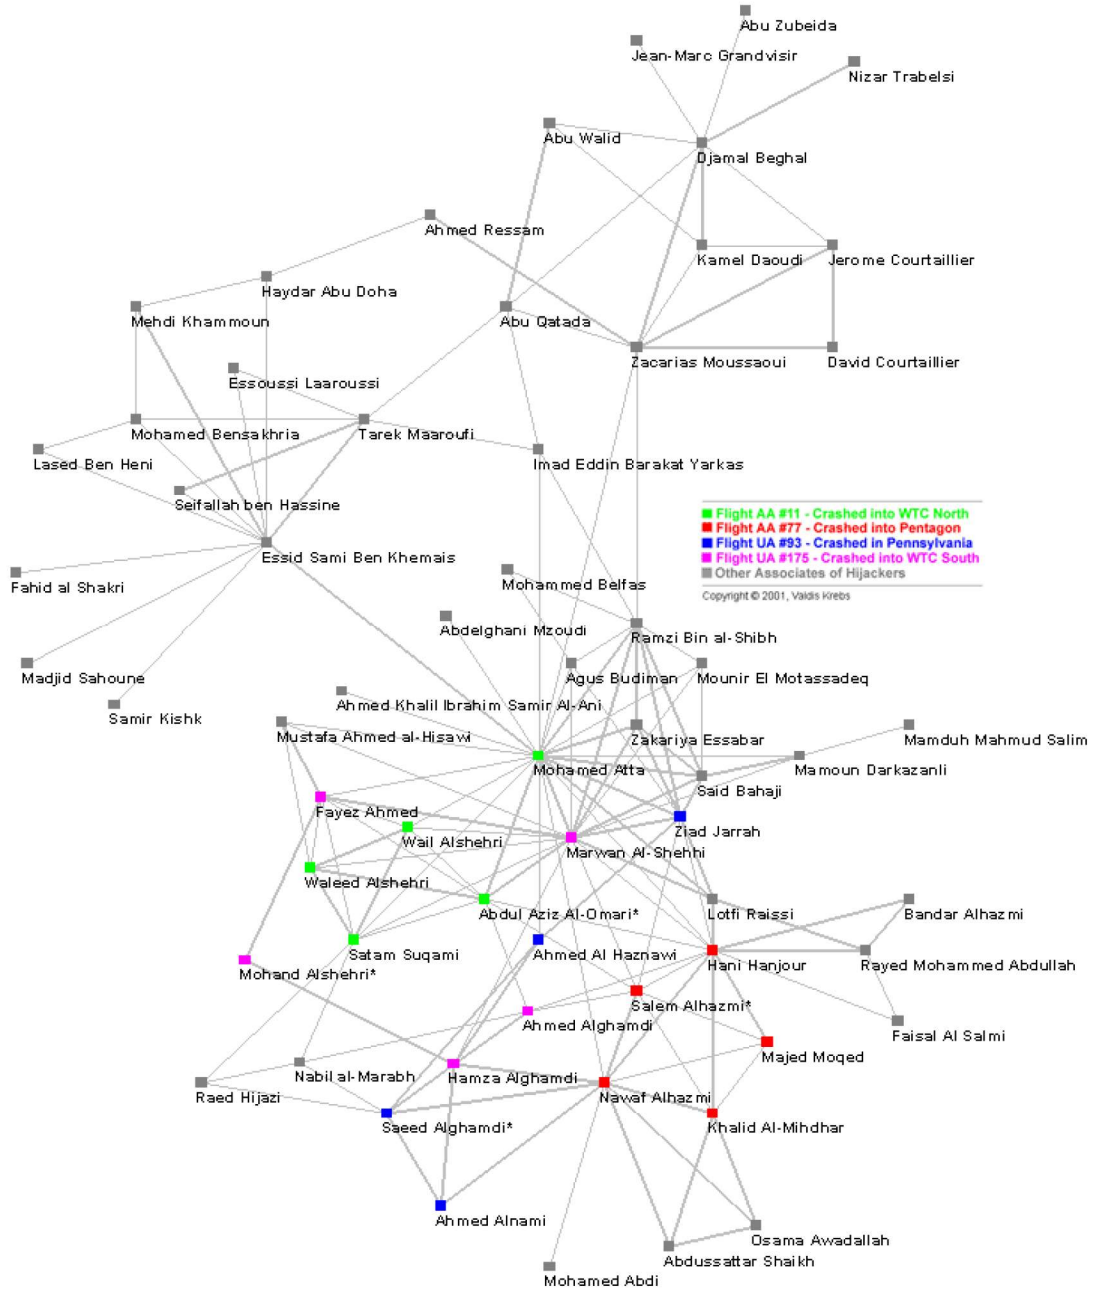 Abu Zubeida
Jean-Marc Grandvisir
Nizar Trabelsi
Abu Walid
Djamal Beghal
Ahmed Ressam
Kamel Daoudi
Jerome Courtaillier
Haydar Abu Doha
Mehdi Khammoun
Abu Qatada
Zacarias Moussaoui
David Courtaillier
Essoussi Laaroussi
Mohamed Bensakhria
Tarek Maaroufi
Lased Ben Heni
Imad Eddin Barakat Yarkas
Seifallah ben Hassine
Flight AA #11 - Crashed into WTC North
Flight AA #77 - Crashed into Pentagon
Flight UA #93 - Crashed in Pennsylvania
Flight UA #175 - Crashed into WTC South
Other Associates of Hijackers
Copyright © 2001, Valdis Krebs
Essid Sami Ben Khemais
Fahid al Shakri
Mohammed Belfas
Abdelghani Mzoudi
Ramzi Bin al-Shibh
Madjid Sahoune
Agus Budiman
Mounir El Motassadeq
Samir Kishk
Ahmed Khalil Ibrahim Samir Al-Ani
Mustafa Ahmed al-Hisawi
Zakariya Essabar
Mamduh Mahmud Salim
Mohamed Atta
Mamoun Darkazanli
Said Bahaji
Fayez Ahmed
Ziad Jarrah
Wail Alshehri
Marwan Al-Shehhi
Waleed Alshehri
Abdul Aziz Al-Omari*
Lotfi Raissi
Bandar Alhazmi
Satam Suqami
Ahmed Al Haznawi
Hani Hanjour
Rayed Mohammed Abdullah
Mohand Alshehri*
Salem Alhazmi*
Ahmed Alghamdi
Faisal Al Salmi
Majed Moqed
Nabil al-Marabh
Hamza Alghamdi
Raed Hijazi
Nawaf Alhazmi
Saeed Alghamdi*
Khalid Al-Mihdhar
Ahmed Alnami
Osama Awadallah
Abdussattar Shaikh
Mohamed Abdi